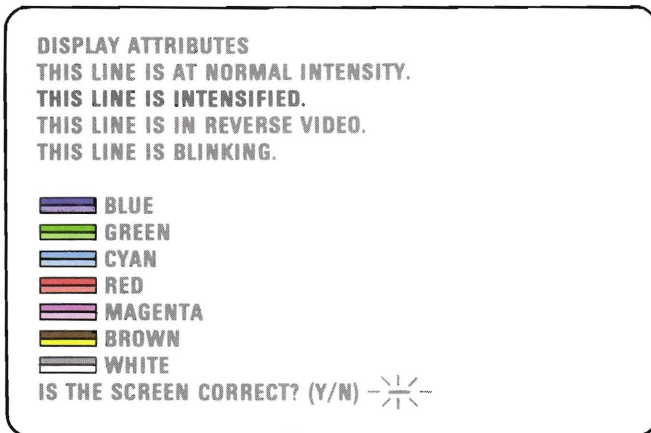 DISPLAY ATTRIBUTES
THIS LINE IS AT NORMAL INTENSITY.
THIS LINE IS INTENSIFIED.
THIS LINE IS IN REVERSE VIDEO.
THIS LINE IS BLINKING.
BLUE
GREEN
CYAN
RED
MAGENTA
BROWN
WHITE
IS THE SCREEN CORRECT? (Y/N) –